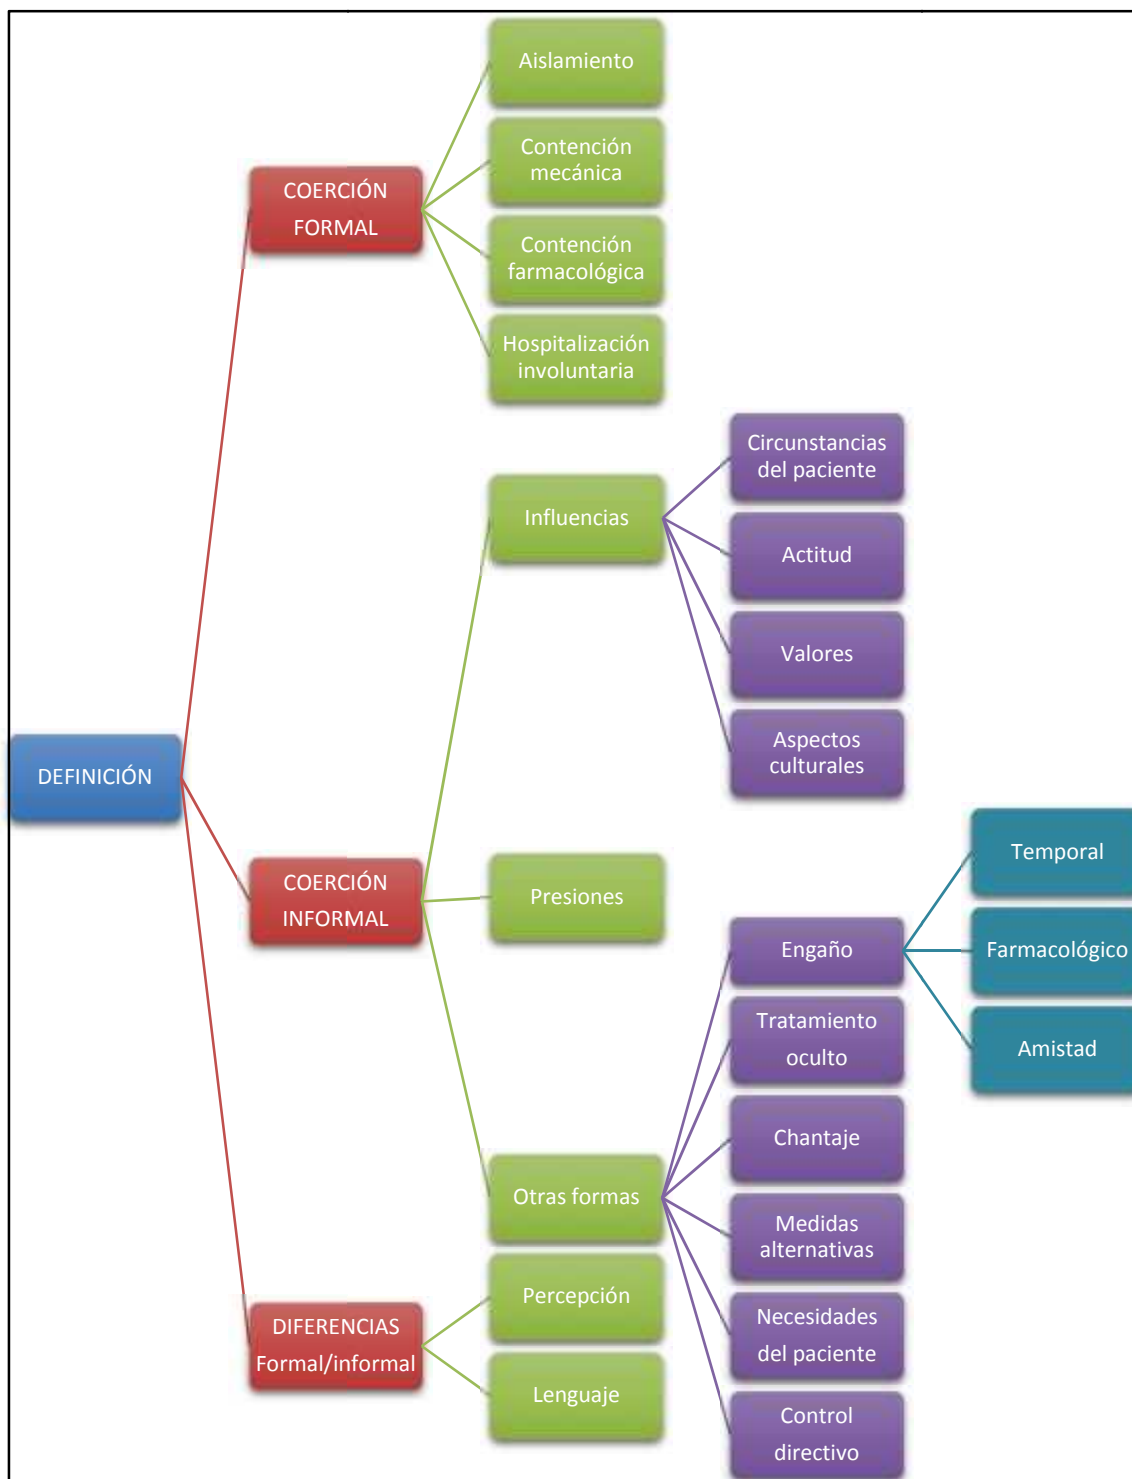 DEFINICIÓN
COERCIÓN
FORMAL
Aislamiento
Contención
mecánica
Contención
farmacológica
Hospitalización
involuntaria
COERCIÓN
INFORMAL
Influencias
Circunstancias
del paciente
Actitud
Valores
Aspectos
culturales
Presiones
Otras formas
Engaño
Temporal
Farmacológico
Amistad
Tratamiento
oculto
Chantaje
Medidas
alternativas
Necesidades
del paciente
Control
directivo
DIFERENCIAS
Formal/informal
Percepción
Lenguaje